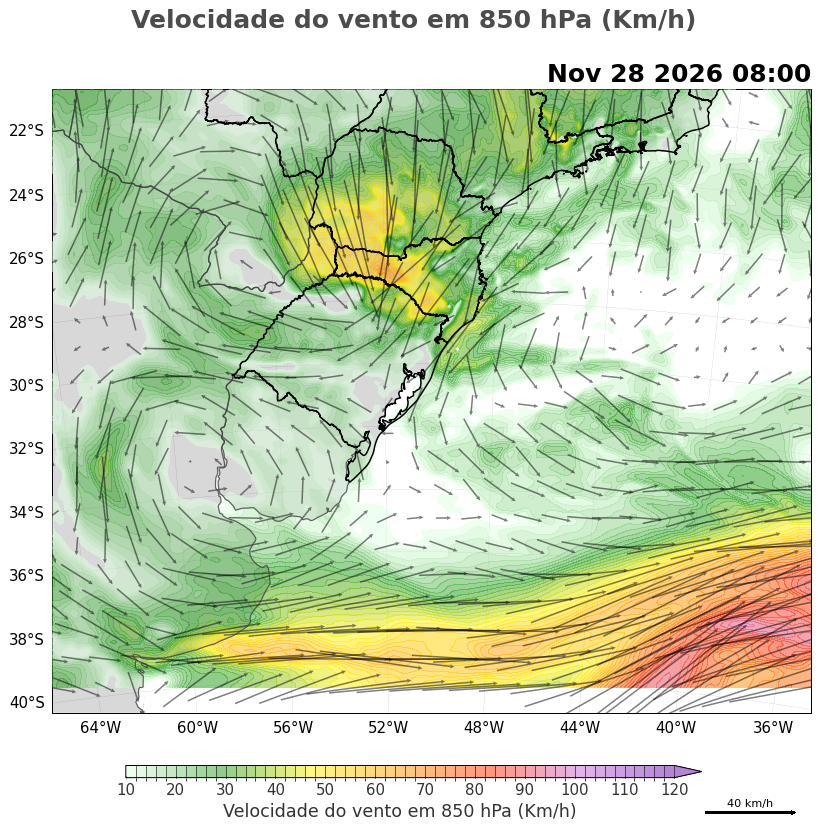 Velocidade do vento em 850 hPa (Km/h)
Nov 28 2026 08:00
22°S
24°S
26°S
28°S
30°S
32°S
34°S
36°S
38°S
40°S
64°W 60°W 56°W 52°W 48°W 44°W 40°W 36°W
10 20 30 40 50 60 70 80 90 100 110 120
Velocidade do vento em 850 hPa (Km/h)
40 km/h